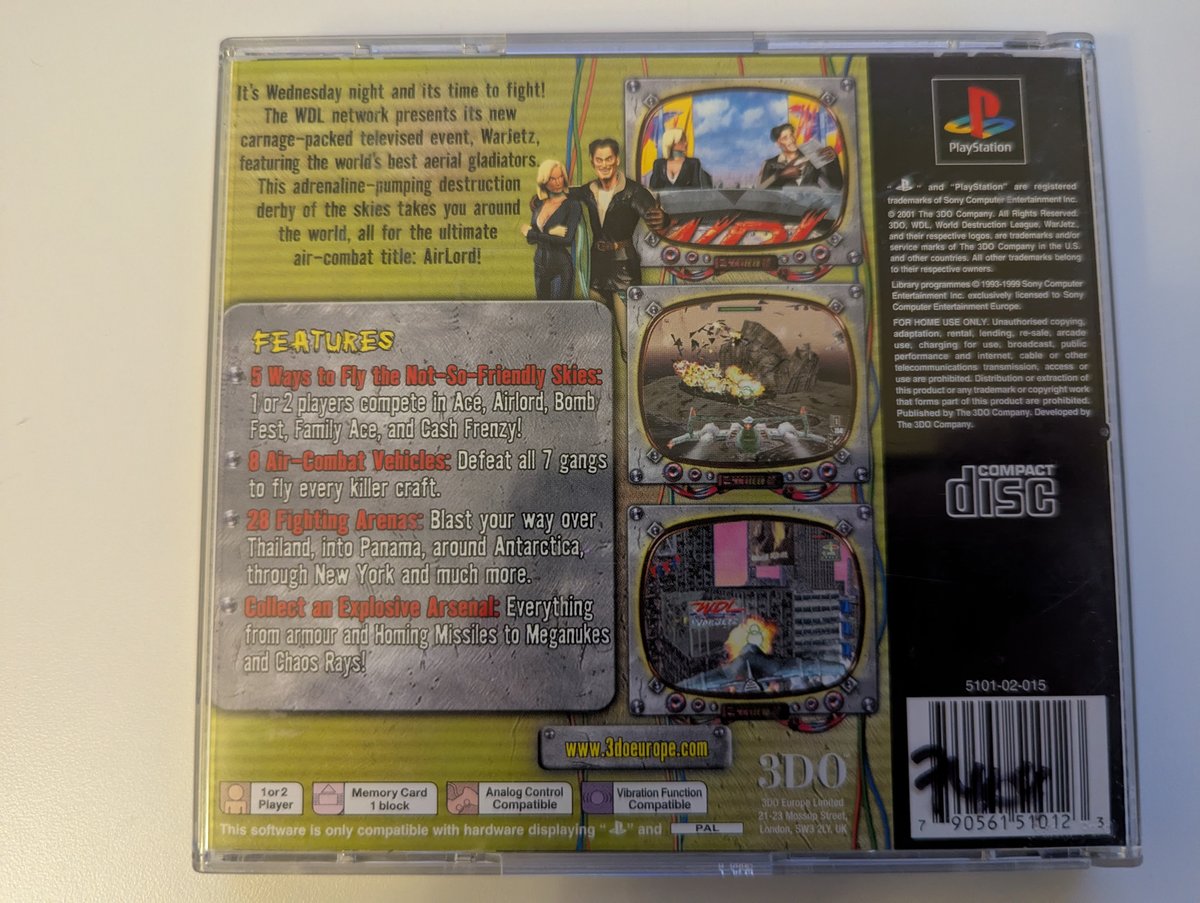 It's Wednesday night and its time to fight!
The WDL network presents its new
carnage-packed televised event, WarJetz,
featuring the world's best aerial gladiators.
This adrenaline-pumping destruction
derby of the skies takes you around
the world, all for the ultimate
air-combat title: AirLord!
FEATURES
5 Ways to Fly the Not-So-Friendly Skies:
1 or 2 players compete in Ace, Airlord, Bomb
Fest, Family Ace, and Cash Frenzy!
8 Air-Combat Vehicles: Defeat all 7 gangs
to fly every killer craft.
28 Fighting Arenas: Blast your way over
Thailand, into Panama, around Antarctica,
through New York and much more.
Collect an Explosive Arsenal: Everything
from armour and Homing Missiles to Meganukes
and Chaos Rays!
WDL
WDL
WARJETZ
www.3doeurope.com
3DO
3DO Europe Limited
21-23 Mossup Street,
London, SW3 2LY, UK
1 or 2
Player
Memory Card
1 block
Analog Control
Compatible
Vibration Function
Compatible
This software is only compatible with hardware displaying " " and PAL
PlayStation
" " and "PlayStation" are registered
trademarks of Sony Computer Entertainment Inc.
© 2001 The 3DO Company. All Rights Reserved.
3DO, WDL, World Destruction League, WarJetz,
and their respective logos, are trademarks and/or
service marks of The 3DO Company in the U.S.
and other countries. All other trademarks belong
to their respective owners.
Library programmes © 1993-1999 Sony Computer
Entertainment Inc. exclusively licensed to Sony
Computer Entertainment Europe.
FOR HOME USE ONLY. Unauthorised copying,
adaptation, rental, lending, re-sale, arcade
use, charging for use, broadcast, public
performance and internet, cable or other
telecommunications transmission, access or
use are prohibited. Distribution or extraction of
this product or any trademark or copyright work
that forms part of this product are prohibited.
Published by The 3DO Company. Developed by
The 3DO Company.
COMPACT
disc
5101-02-015
7 90561 51012 3